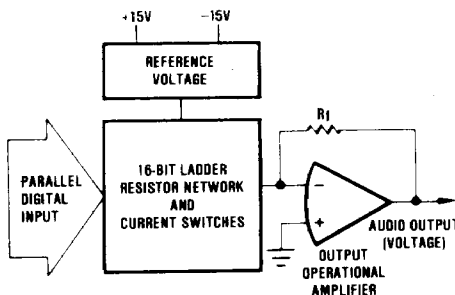 +15V
-15V
REFERENCE
VOLTAGE
PARALLEL
DIGITAL
INPUT
16-BIT LADDER
RESISTOR NETWORK
AND
CURRENT SWITCHES
Rf
-
+
AUDIO OUTPUT
(VOLTAGE)
OUTPUT
OPERATIONAL
AMPLIFIER